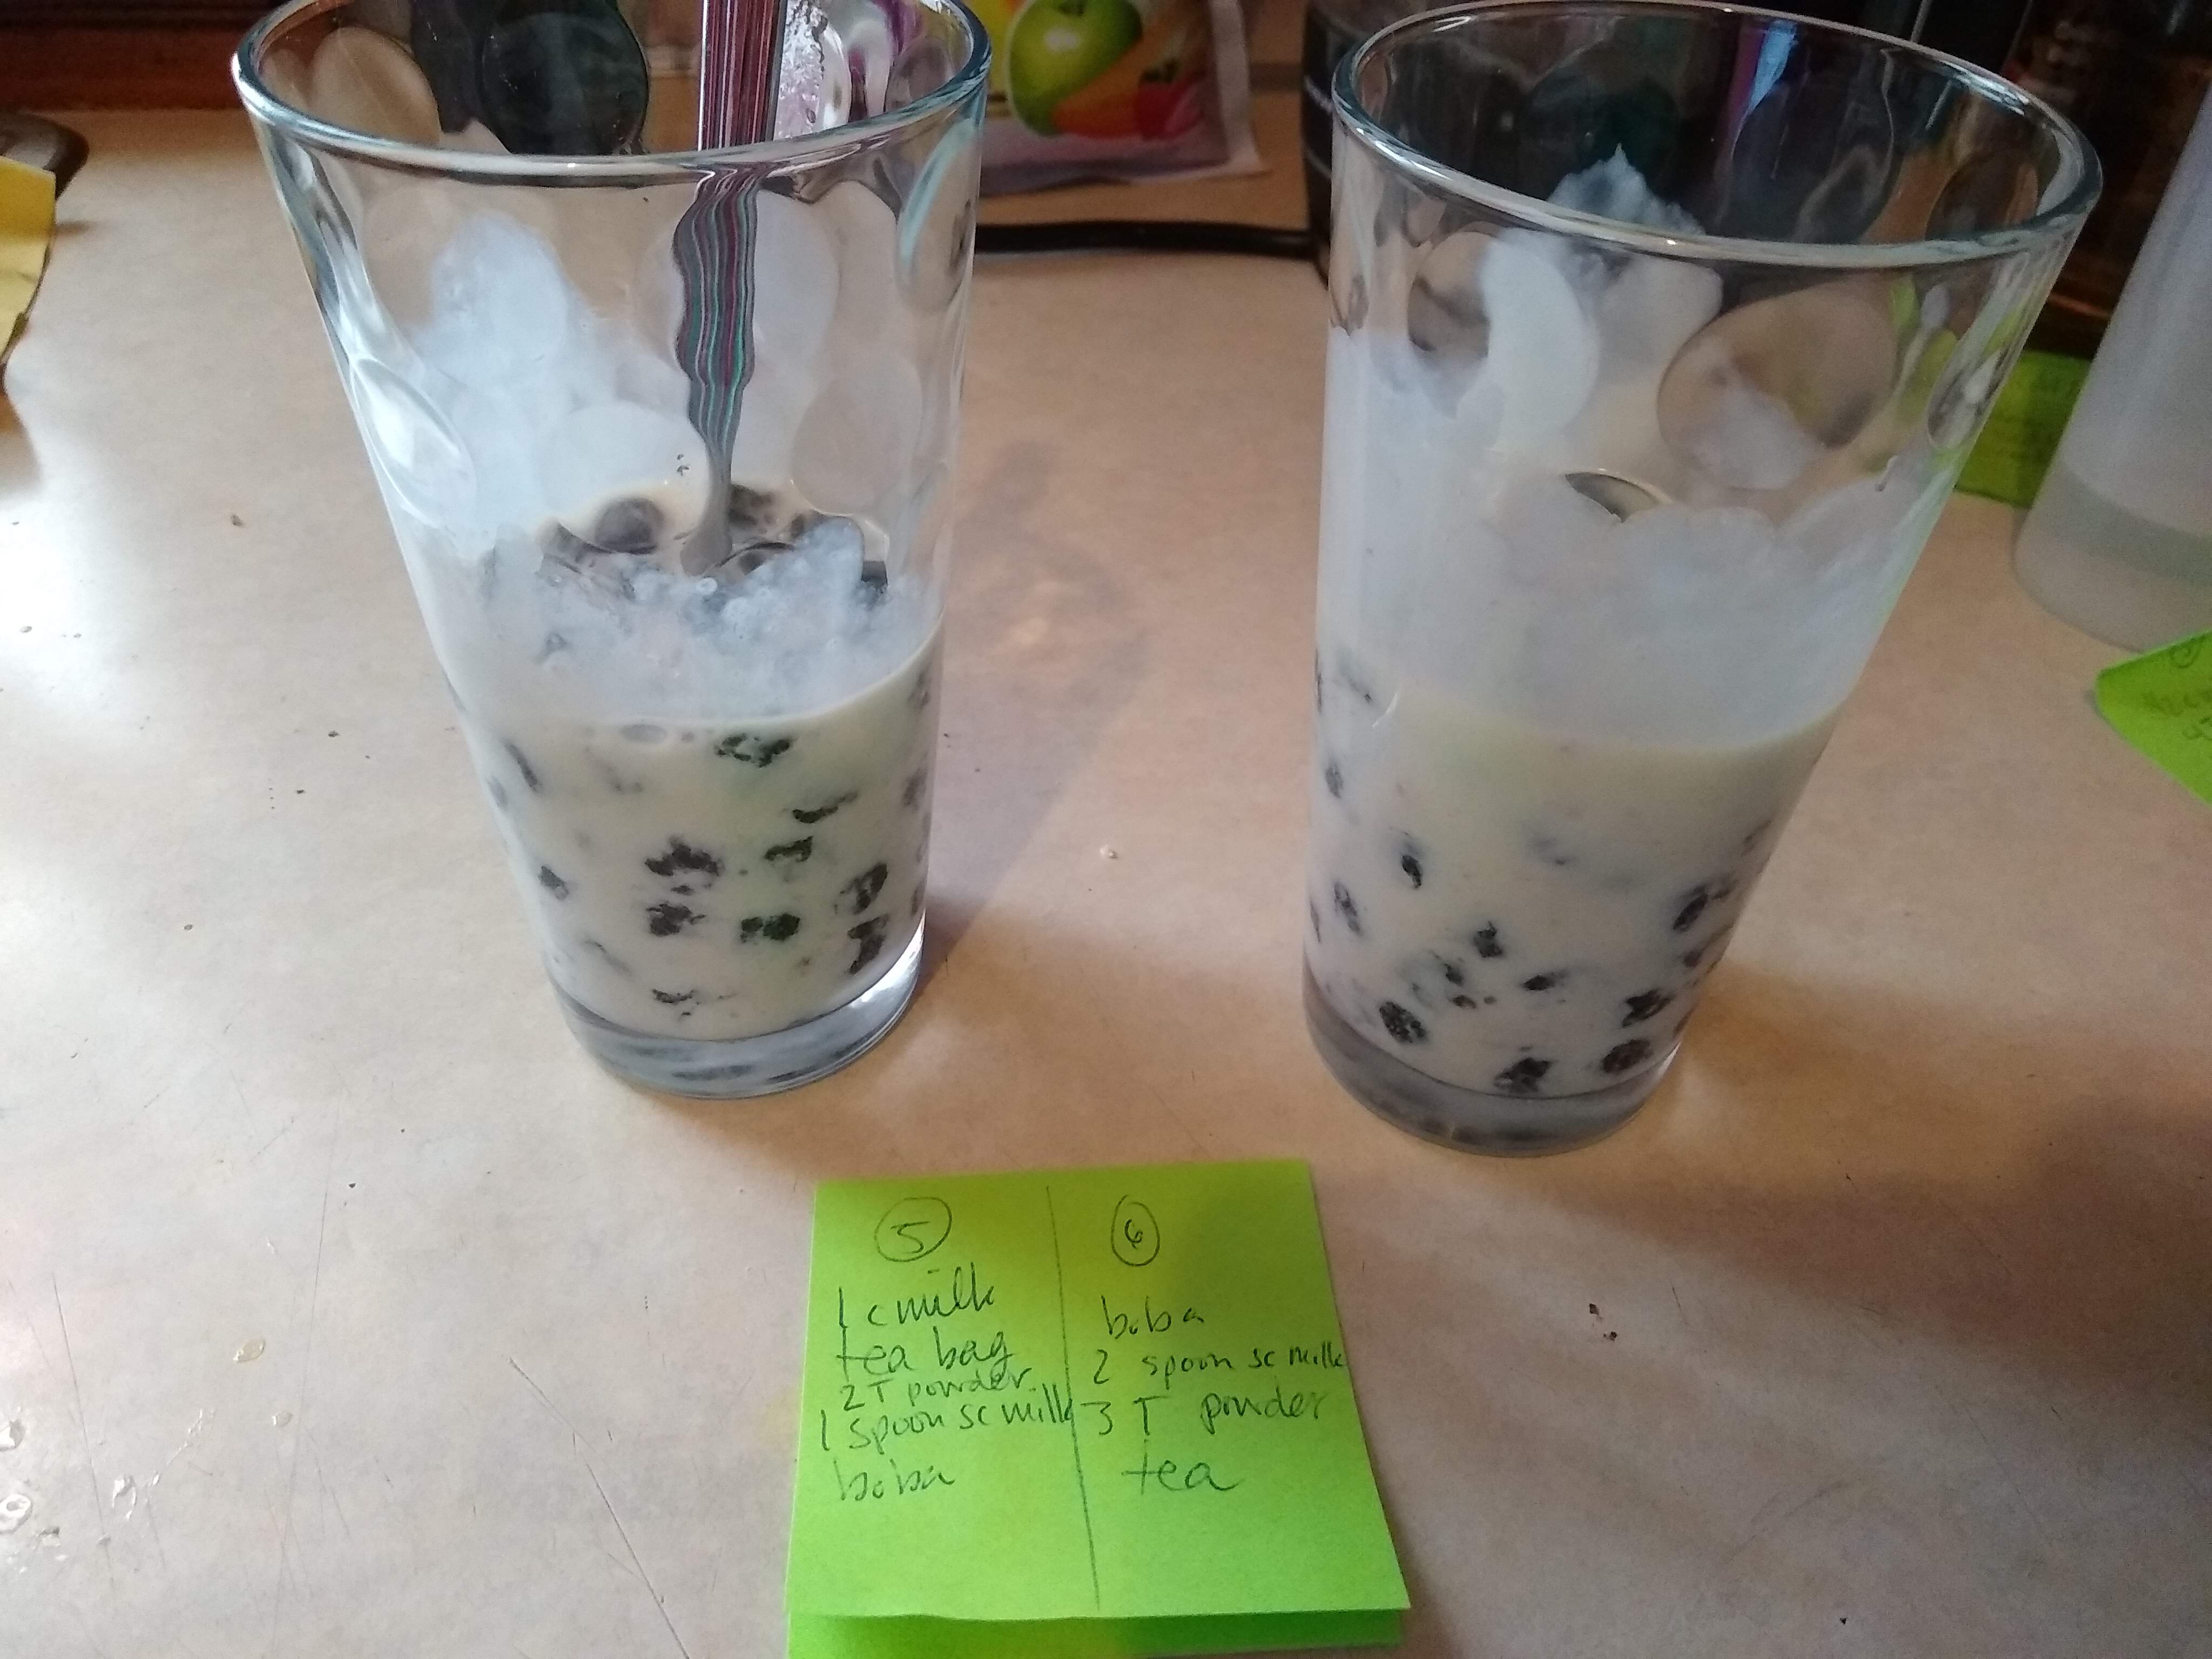 5
1 c milk
tea bag
2 T powder
1 spoon sc milk
boba
6
boba
2 spoon sc milk
3 T powder
tea